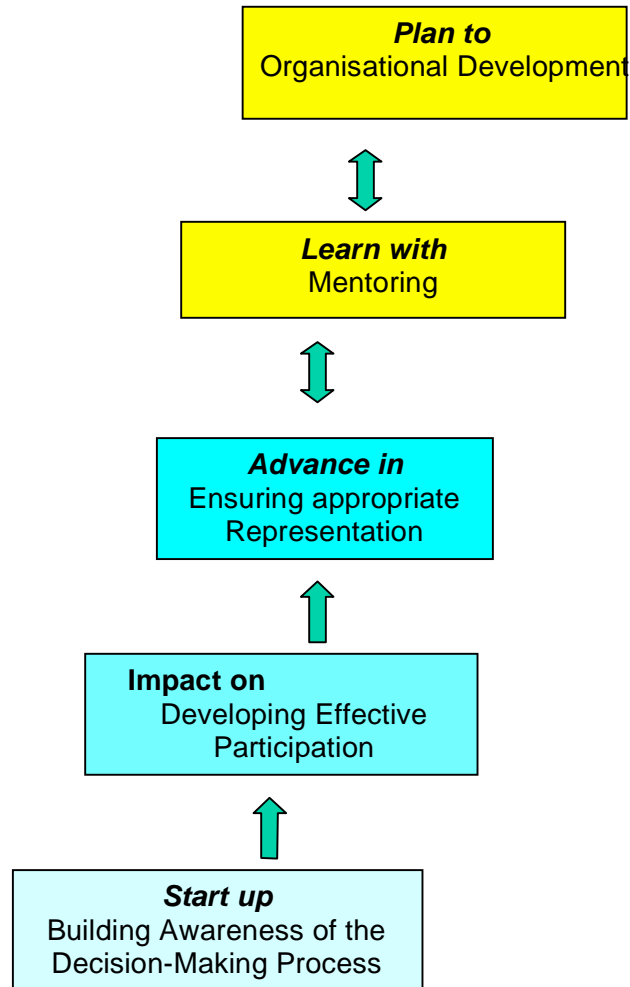 Plan to
Organisational Development
Learn with
Mentoring
Advance in
Ensuring appropriate
Representation
Impact on
Developing Effective
Participation
Start up
Building Awareness of the
Decision-Making Process